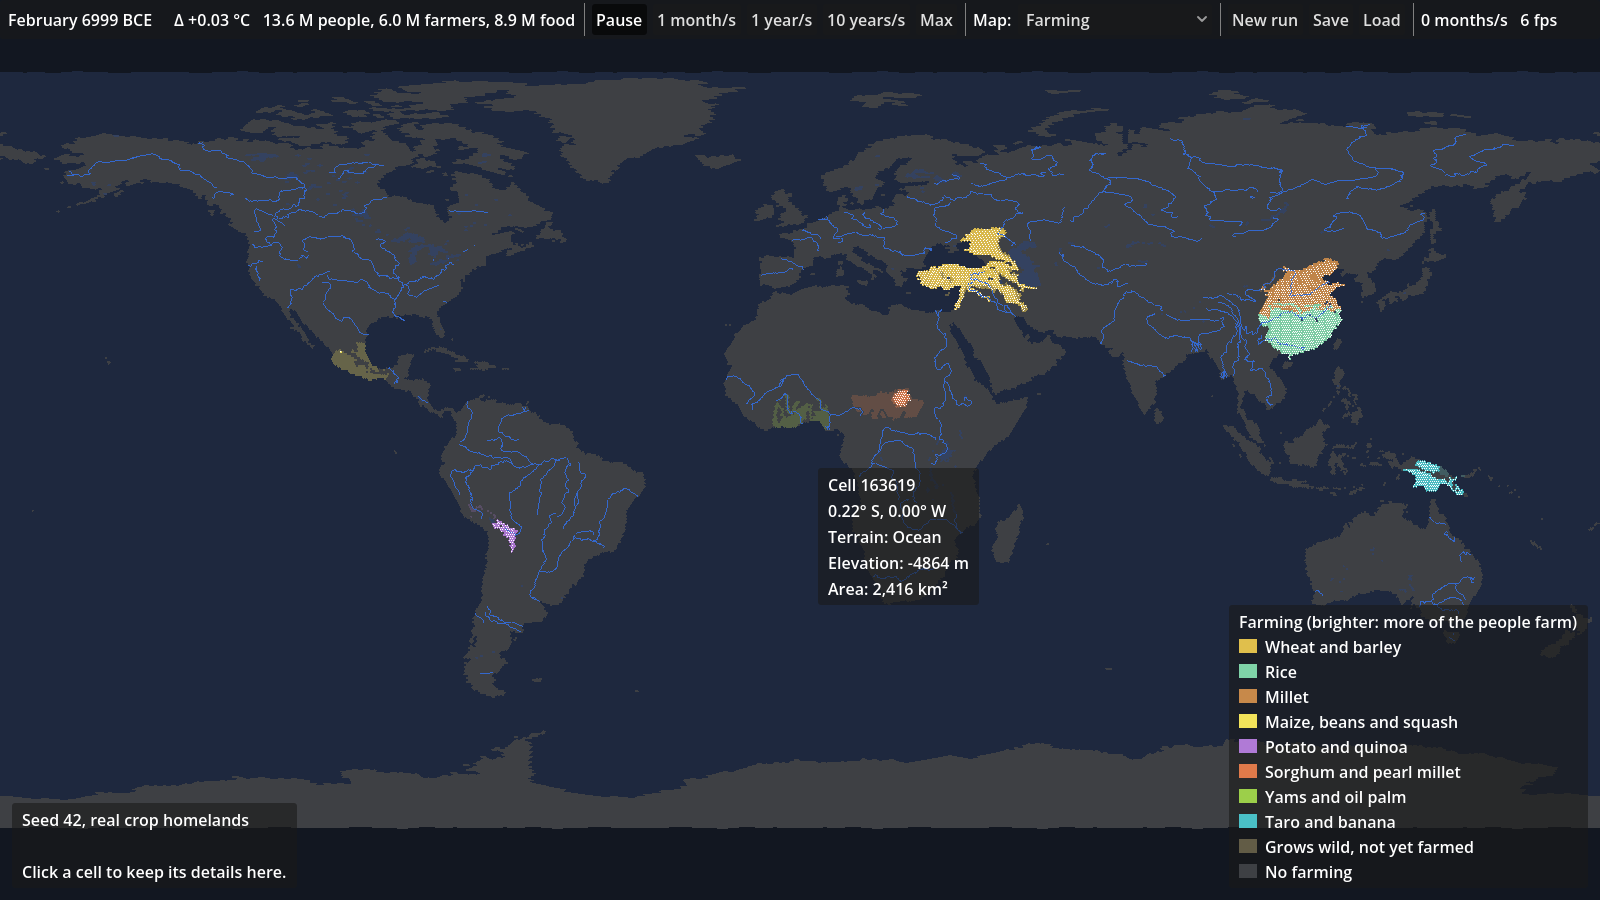 February 6999 BCE Δ +0.03 °C 13.6 M people, 6.0 M farmers, 8.9 M food Pause 1 month/s 1 year/s 10 years/s Max Map: Farming New run Save Load 0 months/s 6 fps
Cell 163619
0.22° S, 0.00° W
Terrain: Ocean
Elevation: -4864 m
Area: 2,416 km²
Farming (brighter: more of the people farm)
Wheat and barley
Rice
Millet
Maize, beans and squash
Potato and quinoa
Sorghum and pearl millet
Yams and oil palm
Taro and banana
Grows wild, not yet farmed
No farming
Seed 42, real crop homelands
Click a cell to keep its details here.